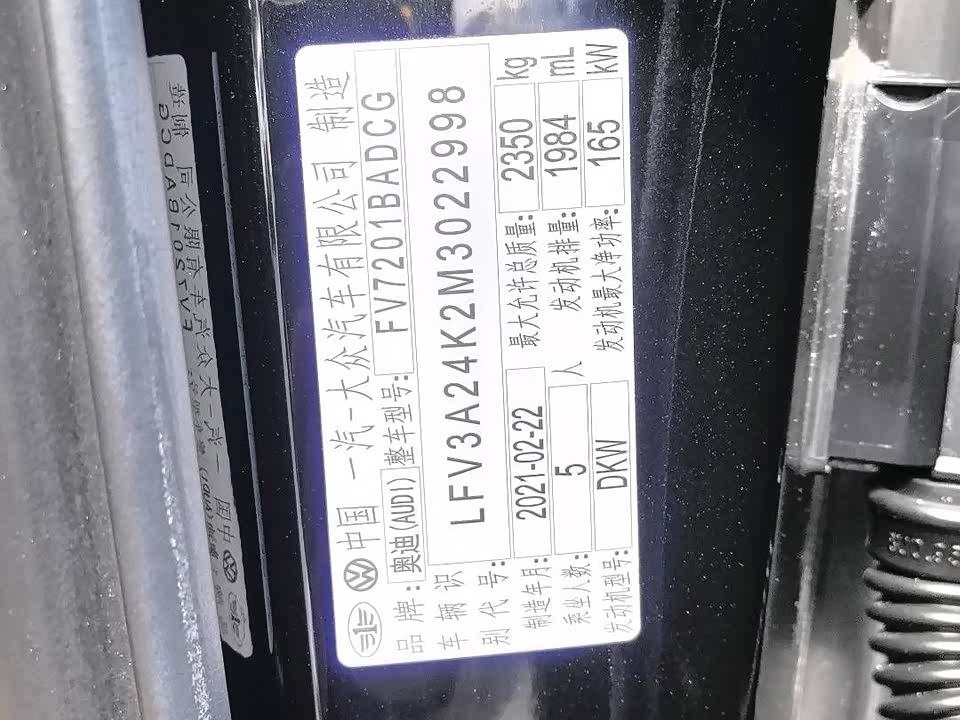 中国 一汽-大众汽车有限公司 制造
品牌: 奥迪(AUDI) 整车型号: FV7201BADCG
车辆识别代号: LFV3A24K2M3022998
制造年月: 2021-02-22 最大允许总质量: 2350 kg
乘坐人数: 5 人 发动机排量: 1984 mL
发动机型号: DKW 发动机最大净功率: 165 kW